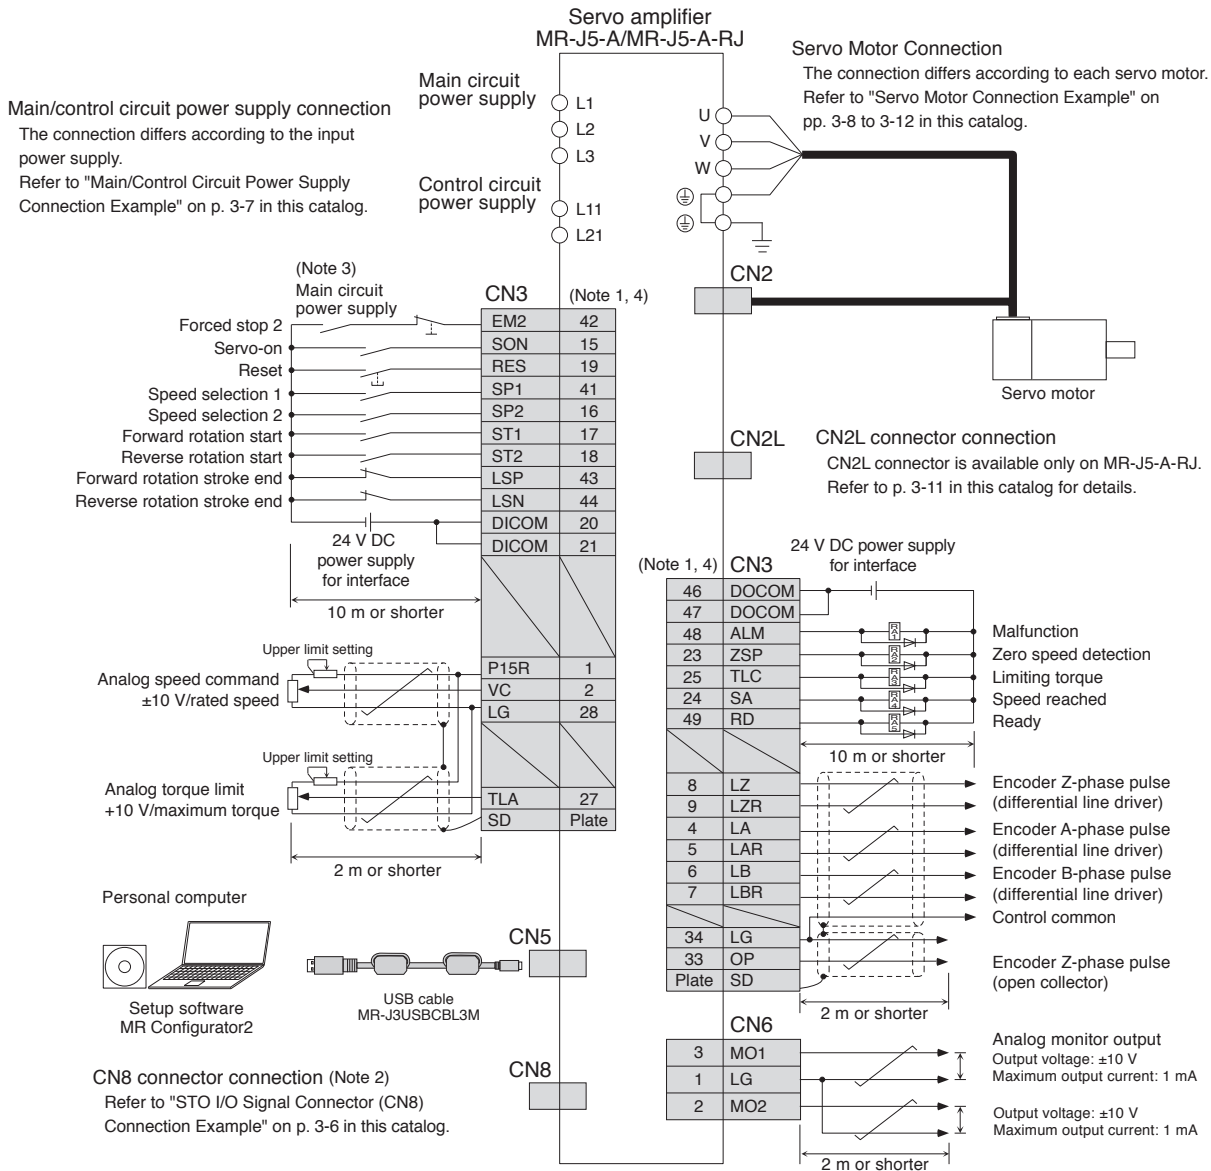 Servo amplifier
MR-J5-A/MR-J5-A-RJ
Main/control circuit power supply connection
The connection differs according to the input
power supply.
Refer to "Main/Control Circuit Power Supply
Connection Example" on p. 3-7 in this catalog.
Main circuit
power supply
L1
L2
L3
Control circuit
power supply
L11
L21
U
V
W
Servo Motor Connection
The connection differs according to each servo motor.
Refer to "Servo Motor Connection Example" on
pp. 3-8 to 3-12 in this catalog.
CN2
Servo motor
CN2L
CN2L connector connection
CN2L connector is available only on MR-J5-A-RJ.
Refer to p. 3-11 in this catalog for details.
(Note 3)
Main circuit
power supply
CN3
(Note 1, 4)
Forced stop 2 EM2 42
Servo-on SON 15
Reset RES 19
Speed selection 1 SP1 41
Speed selection 2 SP2 16
Forward rotation start ST1 17
Reverse rotation start ST2 18
Forward rotation stroke end LSP 43
Reverse rotation stroke end LSN 44
DICOM 20
DICOM 21
24 V DC
power supply
for interface
10 m or shorter
Upper limit setting
Analog speed command
±10 V/rated speed
P15R 1
VC 2
LG 28
Upper limit setting
Analog torque limit
+10 V/maximum torque
TLA 27
SD Plate
2 m or shorter
(Note 1, 4)
CN3
24 V DC power supply
for interface
46 DOCOM
47 DOCOM
48 ALM RA1 Malfunction
23 ZSP RA2 Zero speed detection
25 TLC RA3 Limiting torque
24 SA RA4 Speed reached
49 RD RA5 Ready
10 m or shorter
8 LZ
9 LZR
Encoder Z-phase pulse
(differential line driver)
4 LA
5 LAR
Encoder A-phase pulse
(differential line driver)
6 LB
7 LBR
Encoder B-phase pulse
(differential line driver)
Control common
34 LG
33 OP
Plate SD
Encoder Z-phase pulse
(open collector)
2 m or shorter
Personal computer
Setup software
MR Configurator2
USB cable
MR-J3USBCBL3M
CN5
CN8
CN8 connector connection (Note 2)
Refer to "STO I/O Signal Connector (CN8)
Connection Example" on p. 3-6 in this catalog.
CN6
3 MO1
1 LG
2 MO2
Analog monitor output
Output voltage: ±10 V
Maximum output current: 1 mA
Output voltage: ±10 V
Maximum output current: 1 mA
2 m or shorter